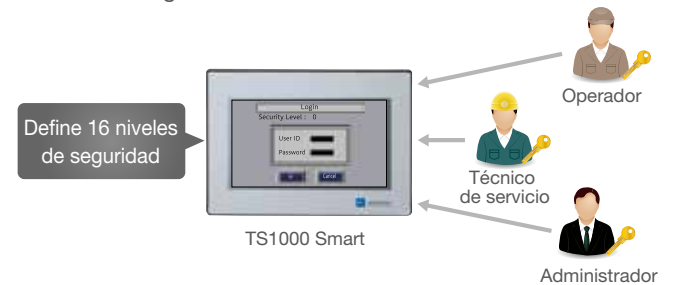 Operador
Define 16 niveles
de seguridad
Login
Security Level : 0
User ID
Password
Cancel
Técnico
de servicio
TS1000 Smart
Administrador